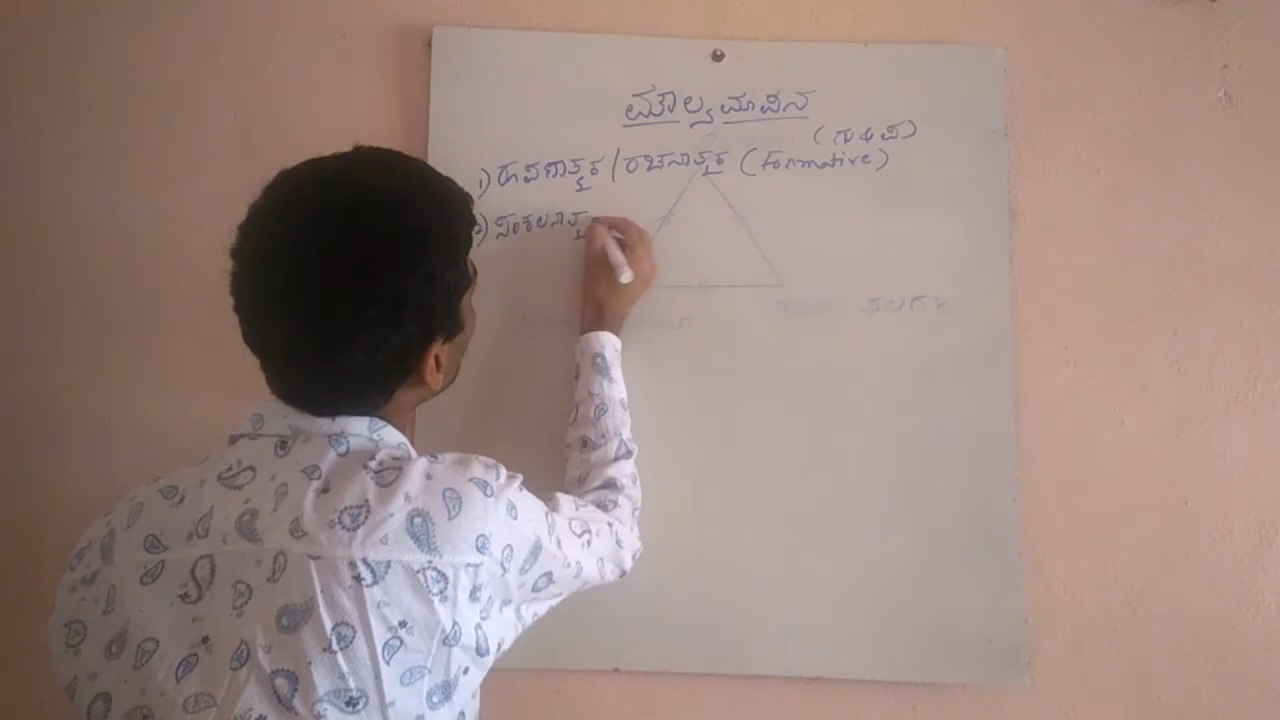 ಮೌಲ್ಯಮಾಪನ
(ಗುಹಿಪ)
1) ರೂಪಣಾತ್ಮಕ / ರಚನಾತ್ಮಕ (Formative)
2) ಸಂಕಲನಾತ್ಮ